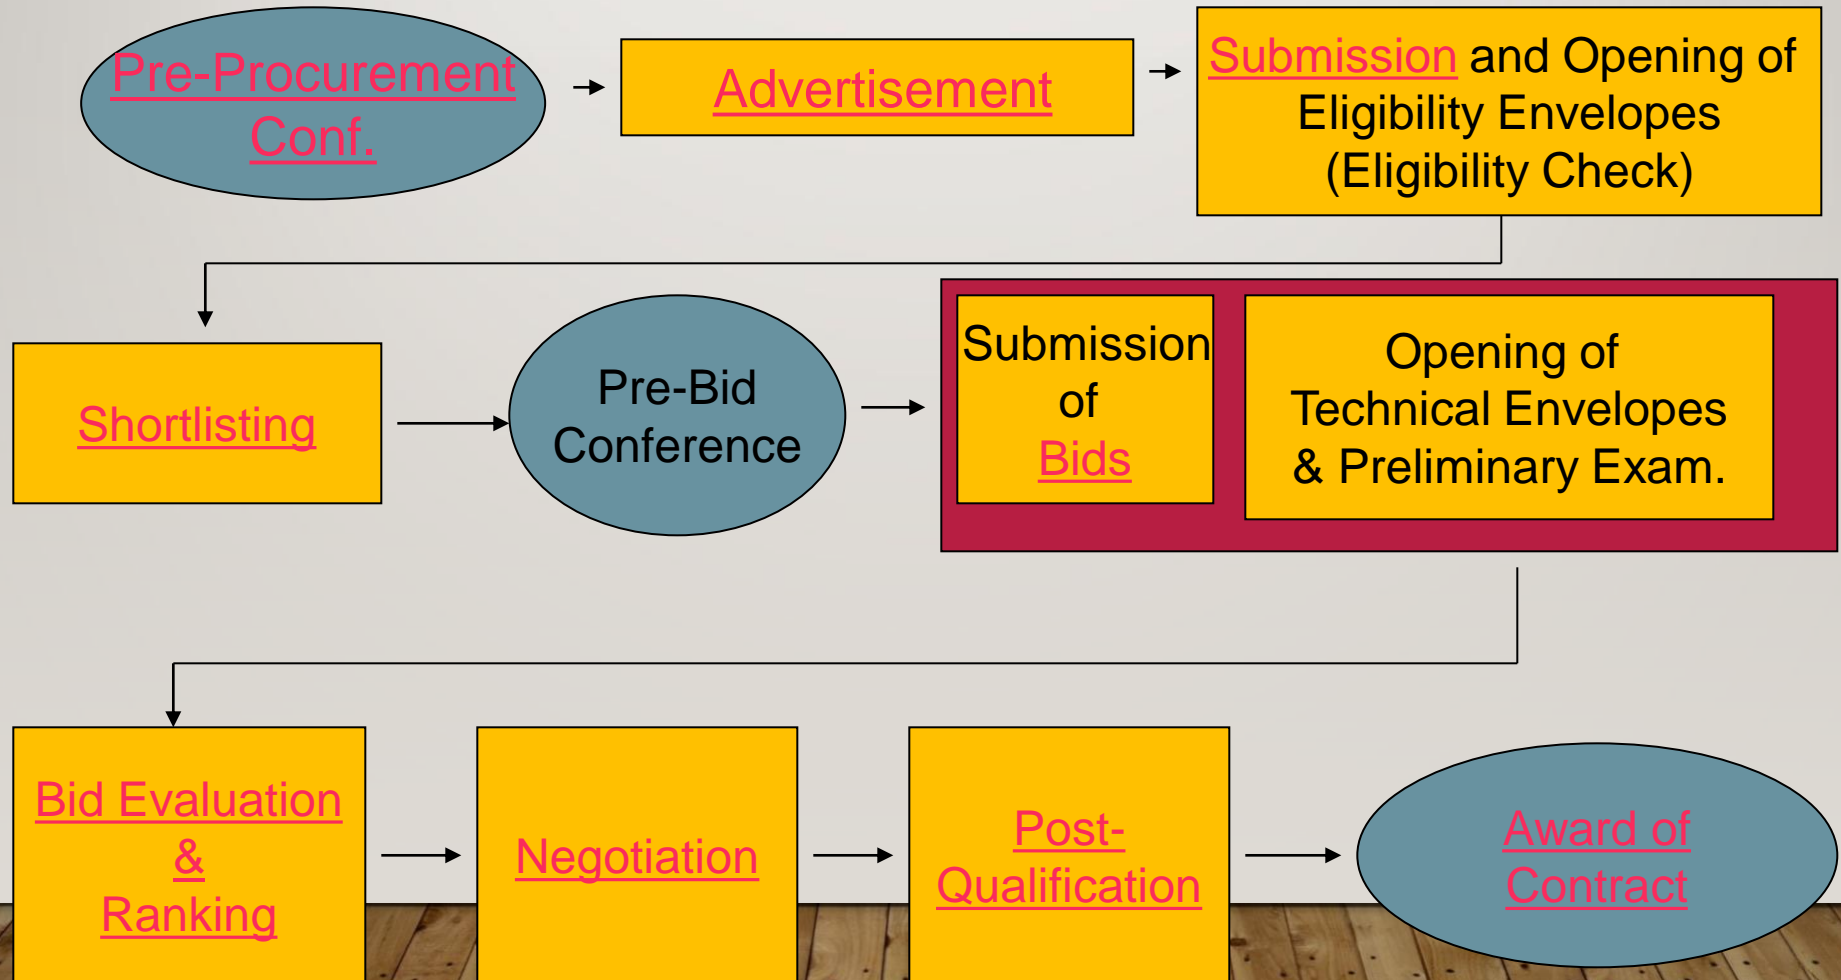 Pre-Procurement
Conf.
Advertisement
Submission and Opening of
Eligibility Envelopes
(Eligibility Check)
Shortlisting
Pre-Bid
Conference
Submission
of
Bids
Opening of
Technical Envelopes
& Preliminary Exam.
Bid Evaluation
&
Ranking
Negotiation
Post-
Qualification
Award of
Contract